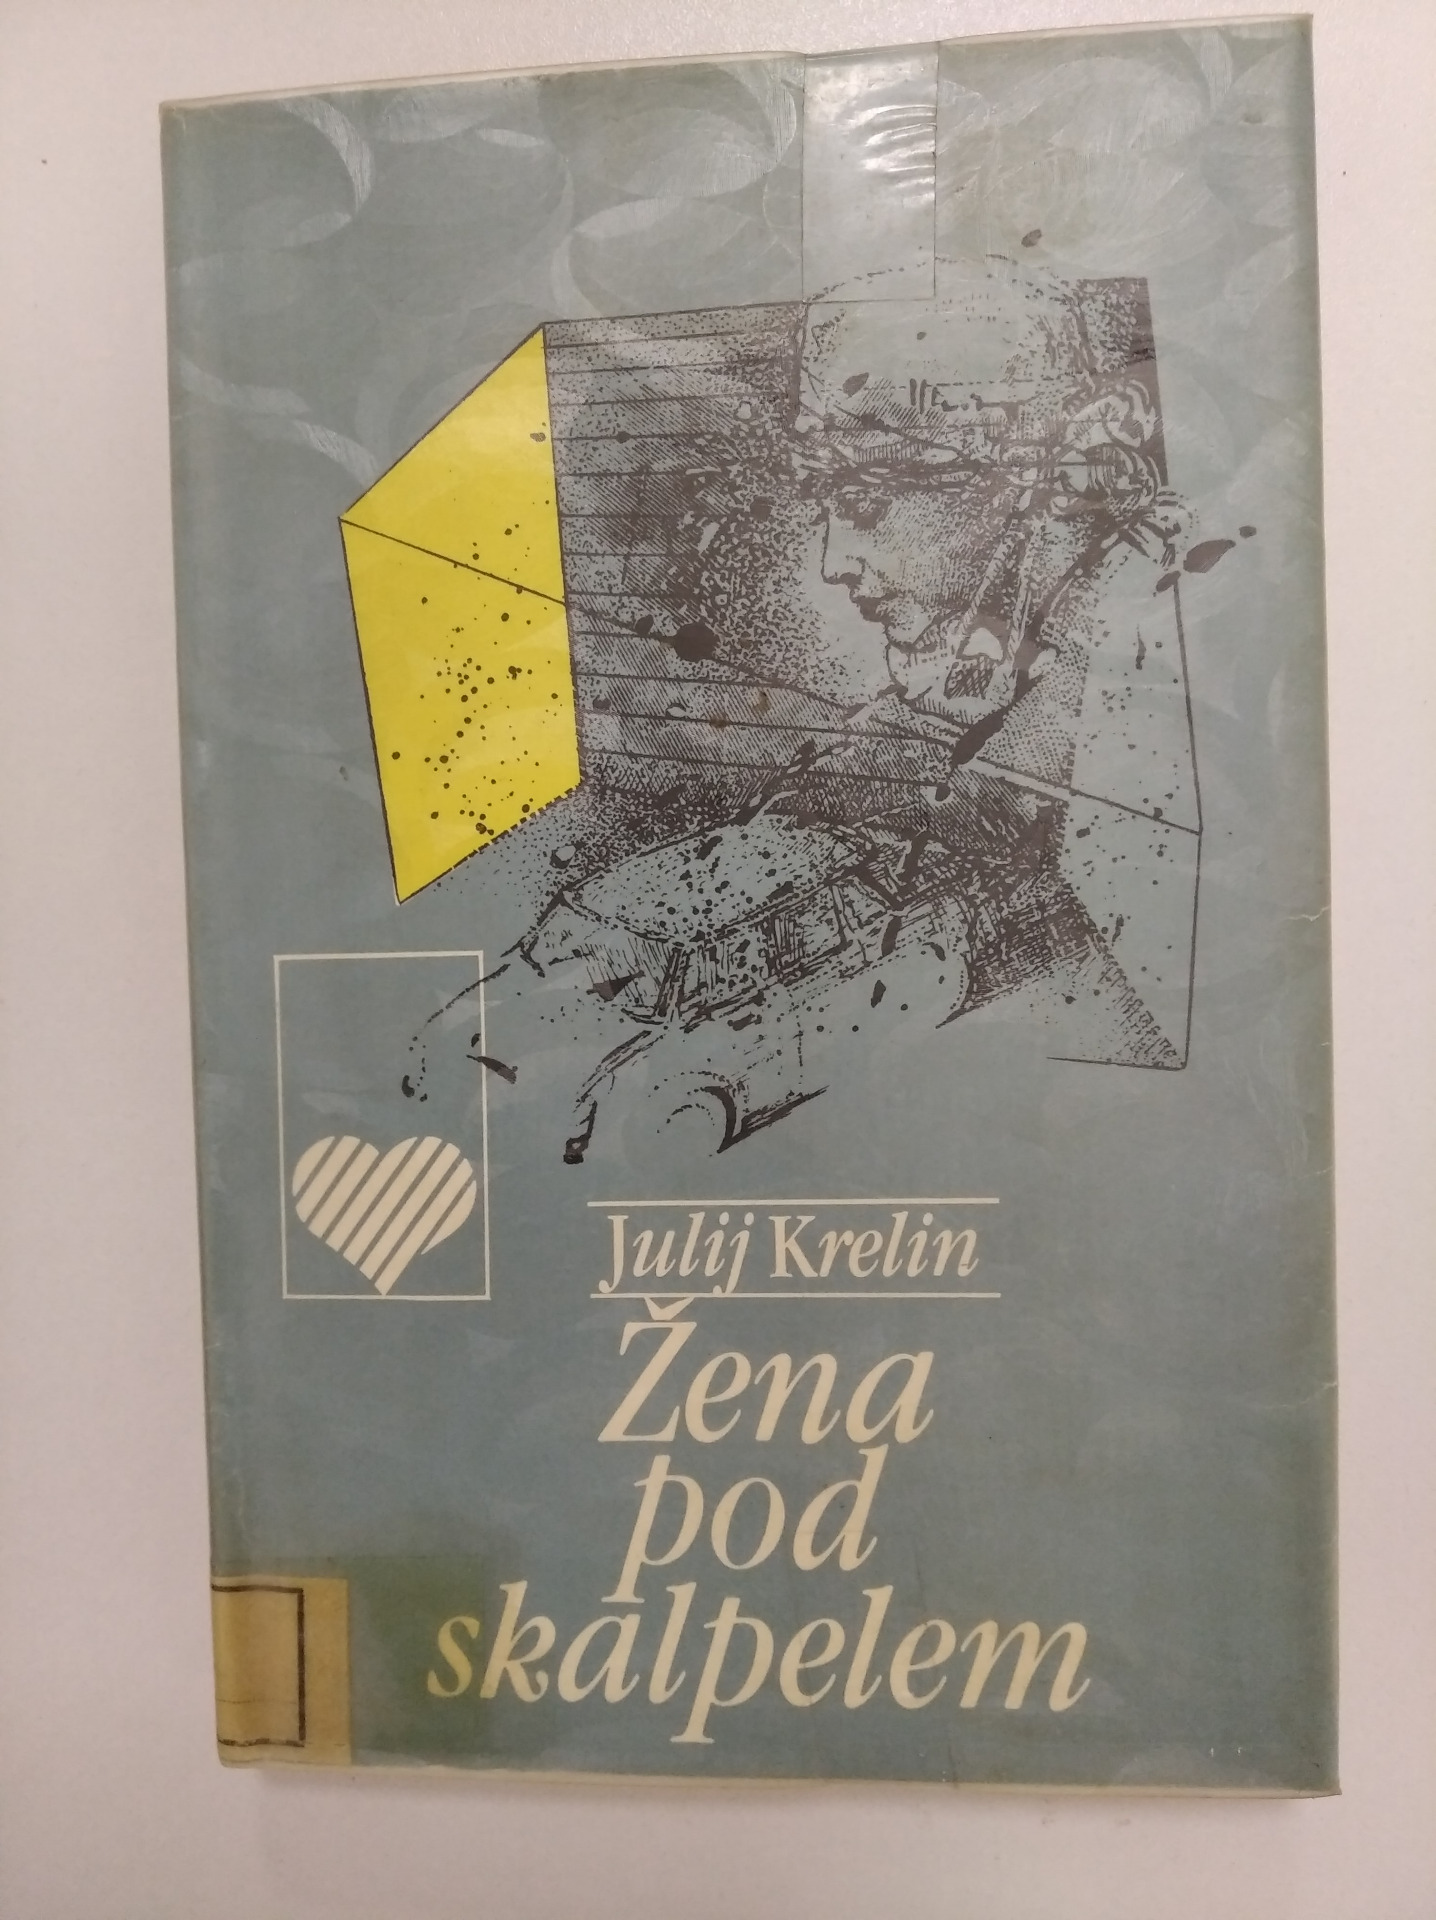 Julij Krelin
Žena
pod
skalpelem